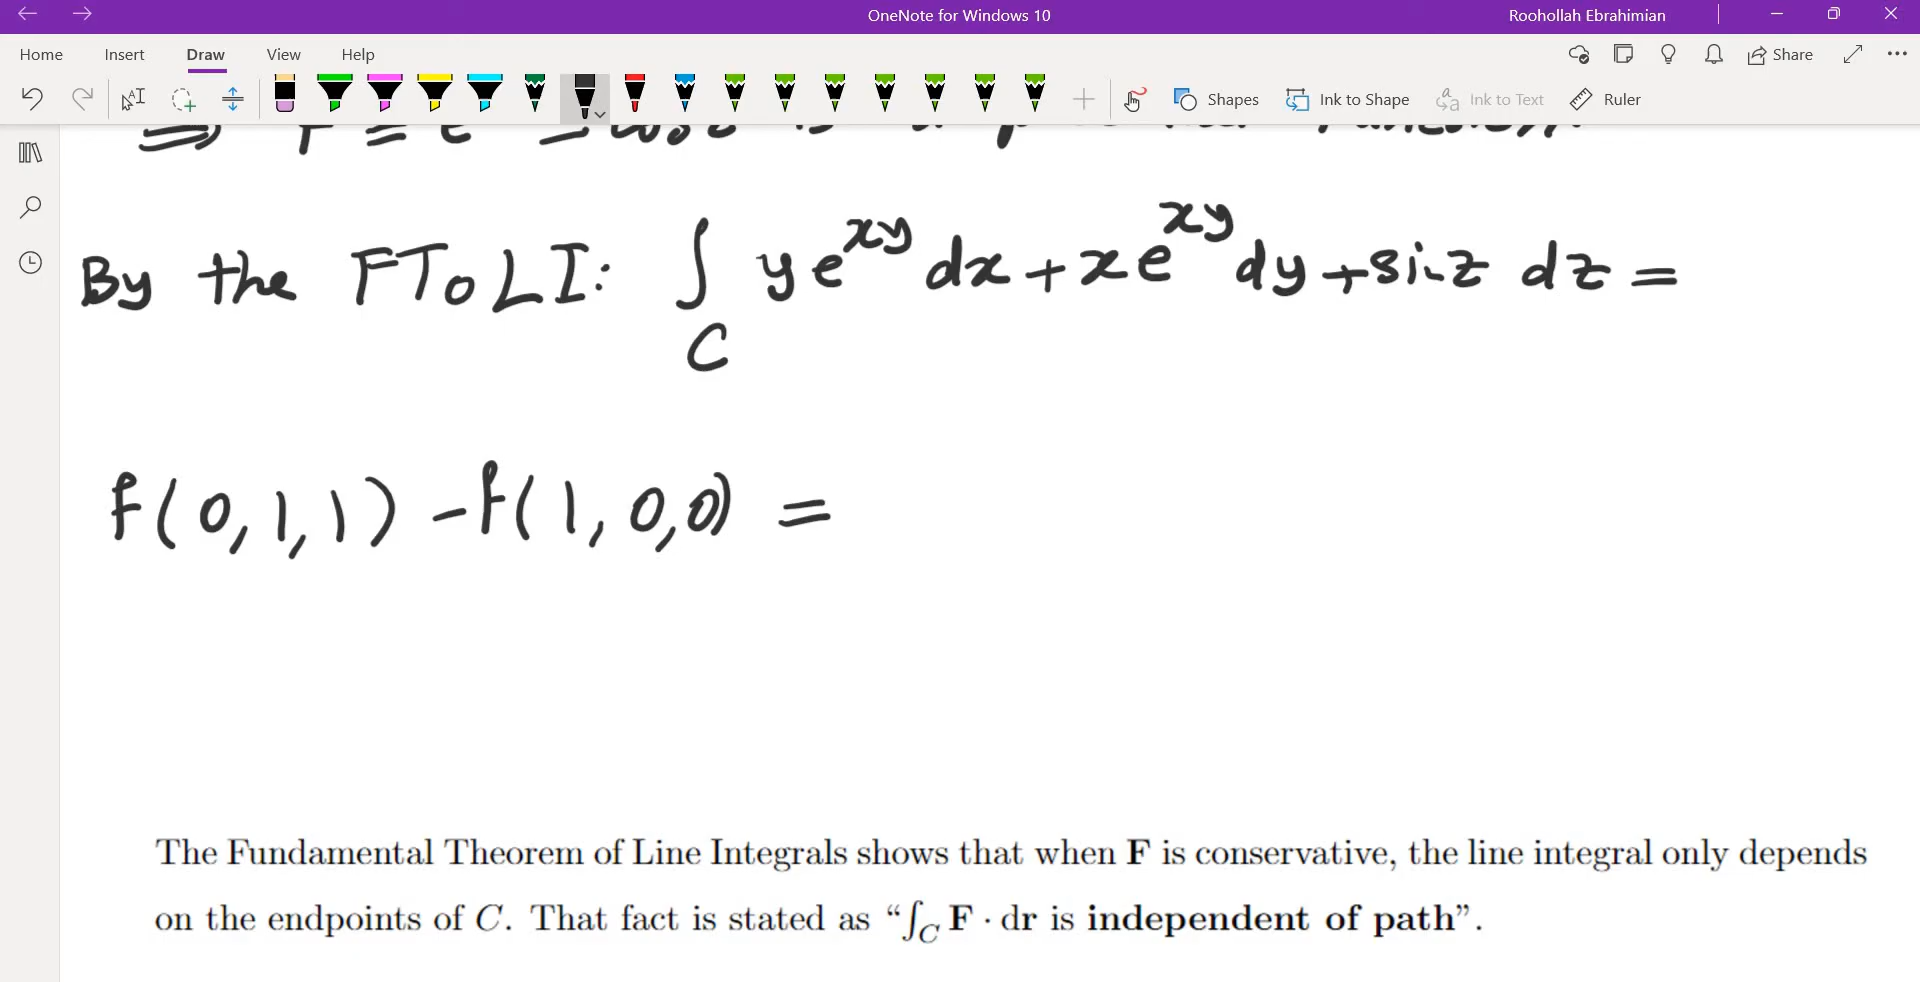 OneNote for Windows 10
Roohollah Ebrahimian
Home Insert Draw View Help
Share
Shapes Ink to Shape Ink to Text Ruler
By the FToLI: ∫_C y e^{xy} dx + x e^{xy} dy + sin z dz =
f(0,1,1) - f(1,0,0) =
The Fundamental Theorem of Line Integrals shows that when F is conservative, the line integral only depends
on the endpoints of C. That fact is stated as “∫_C F · dr is independent of path”.